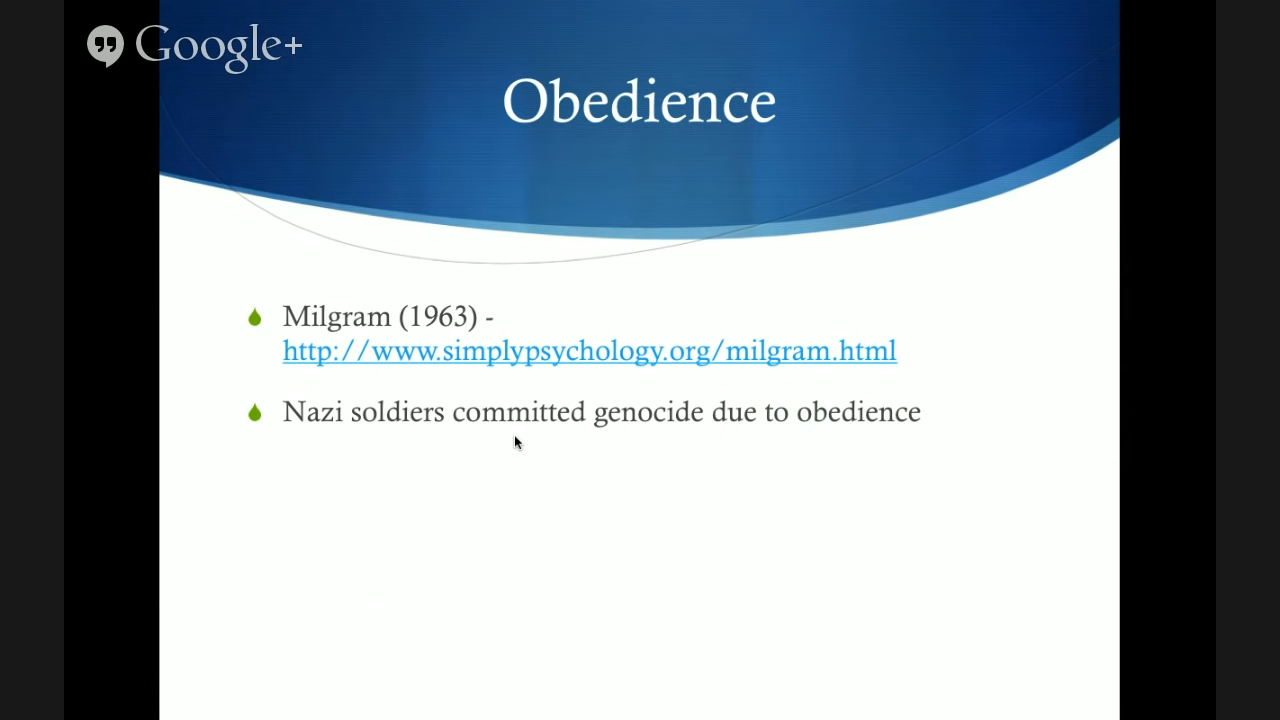 Google+
Obedience
Milgram (1963) -
http://www.simplypsychology.org/milgram.html
Nazi soldiers committed genocide due to obedience